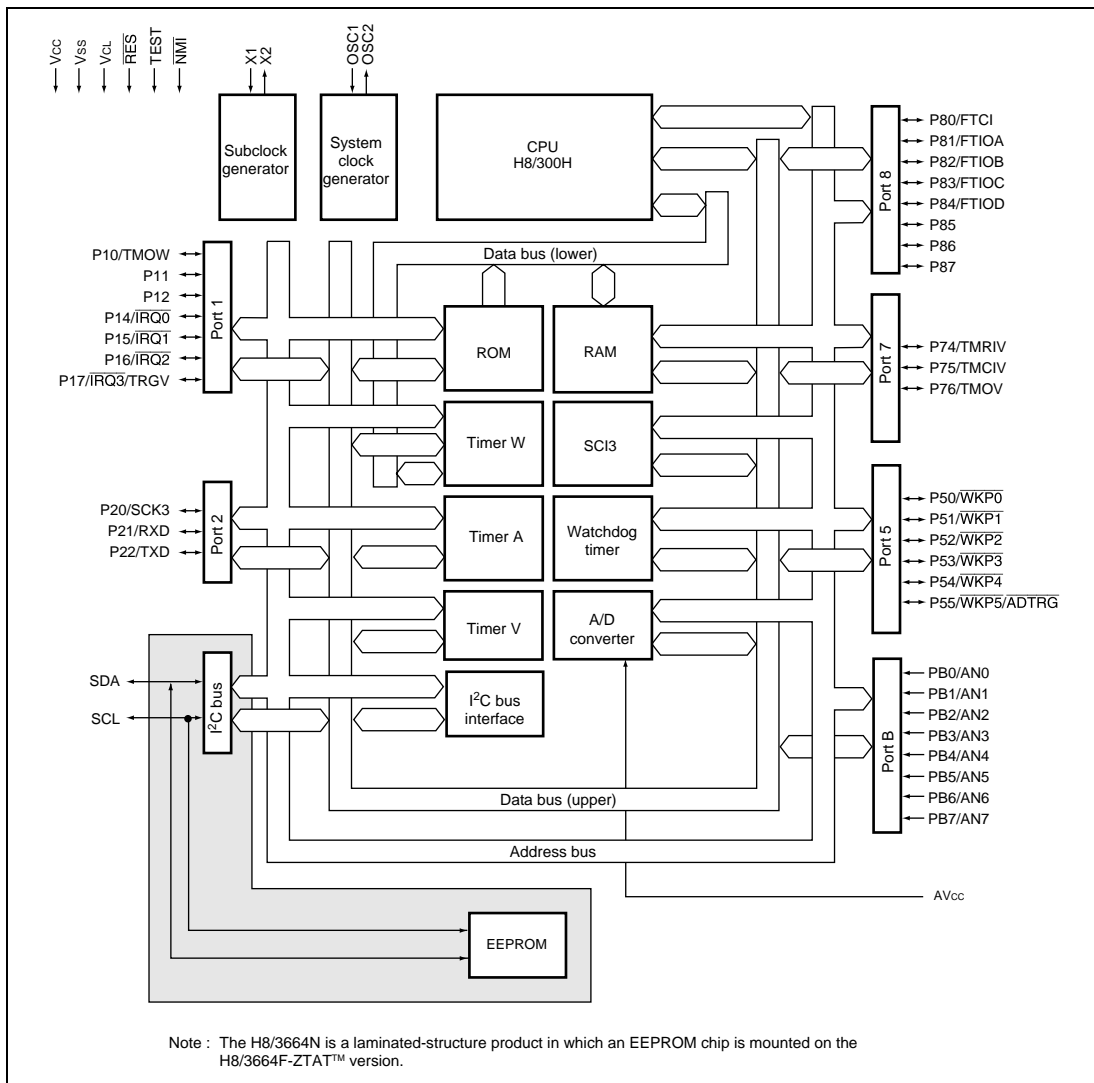 Vcc
Vss
VCL
RES
TEST
NMI
X1
X2
OSC1
OSC2
Subclock
generator
System
clock
generator
CPU
H8/300H
Port 8
P80/FTCI
P81/FTIOA
P82/FTIOB
P83/FTIOC
P84/FTIOD
P85
P86
P87
Data bus (lower)
P10/TMOW
P11
P12
P14/IRQ0
P15/IRQ1
P16/IRQ2
P17/IRQ3/TRGV
Port 1
ROM
RAM
Port 7
P74/TMRIV
P75/TMCIV
P76/TMOV
Timer W
SCI3
P20/SCK3
P21/RXD
P22/TXD
Port 2
Timer A
Watchdog
timer
Port 5
P50/WKP0
P51/WKP1
P52/WKP2
P53/WKP3
P54/WKP4
P55/WKP5/ADTRG
Timer V
A/D
converter
SDA
SCL
I2C bus
I2C bus
interface
Port B
PB0/AN0
PB1/AN1
PB2/AN2
PB3/AN3
PB4/AN4
PB5/AN5
PB6/AN6
PB7/AN7
Data bus (upper)
Address bus
AVcc
EEPROM
Note : The H8/3664N is a laminated-structure product in which an EEPROM chip is mounted on the
H8/3664F-ZTAT™ version.